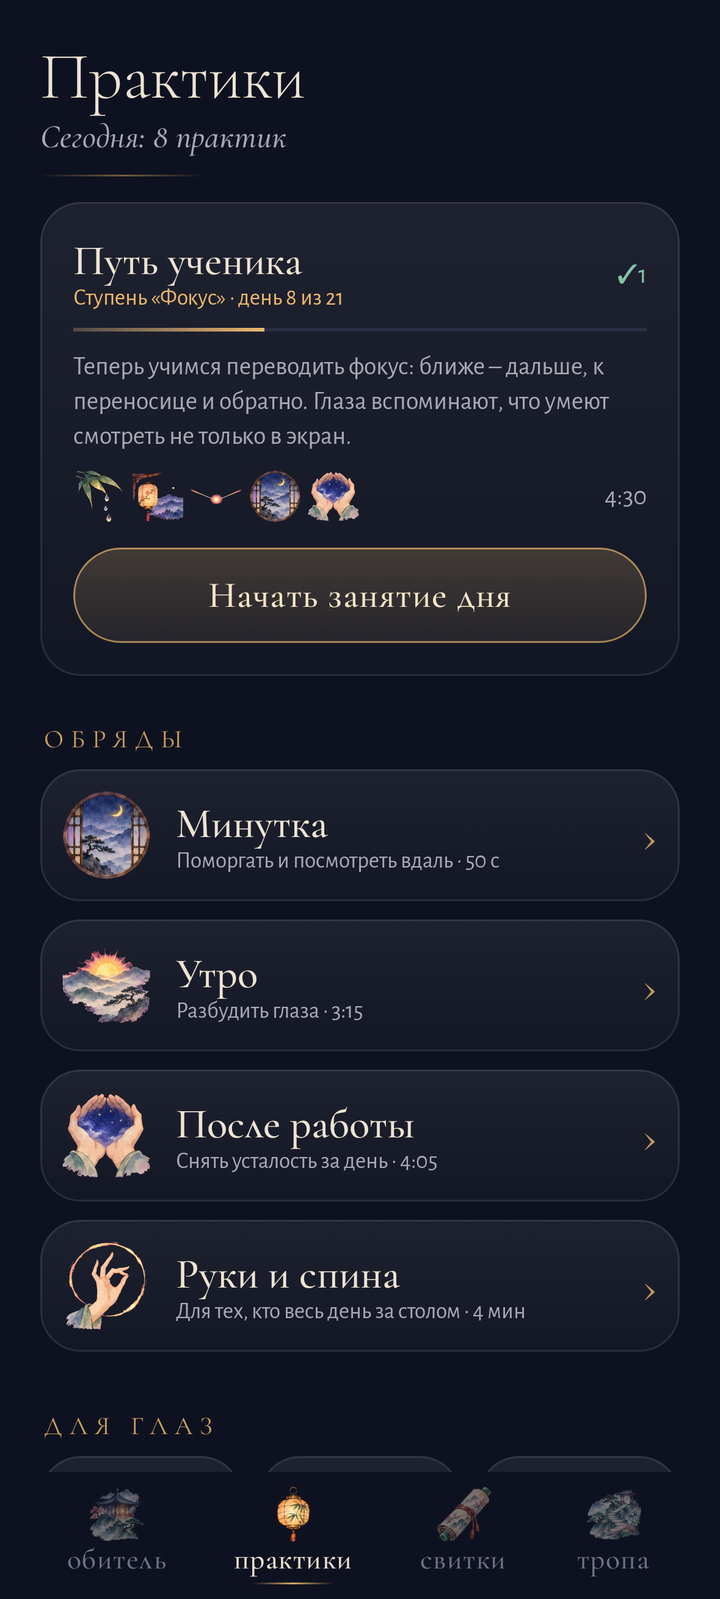 Практики
Сегодня: 8 практик
Путь ученика
✓1
Ступень «Фокус» · день 8 из 21
Теперь учимся переводить фокус: ближе – дальше, к
переносице и обратно. Глаза вспоминают, что умеют
смотреть не только в экран.
4:30
Начать занятие дня
ОБРЯДЫ
Минутка
Поморгать и посмотреть вдаль · 50 с
Утро
Разбудить глаза · 3:15
После работы
Снять усталость за день · 4:05
Руки и спина
Для тех, кто весь день за столом · 4 мин
ДЛЯ ГЛАЗ
обитель
практики
свитки
тропа